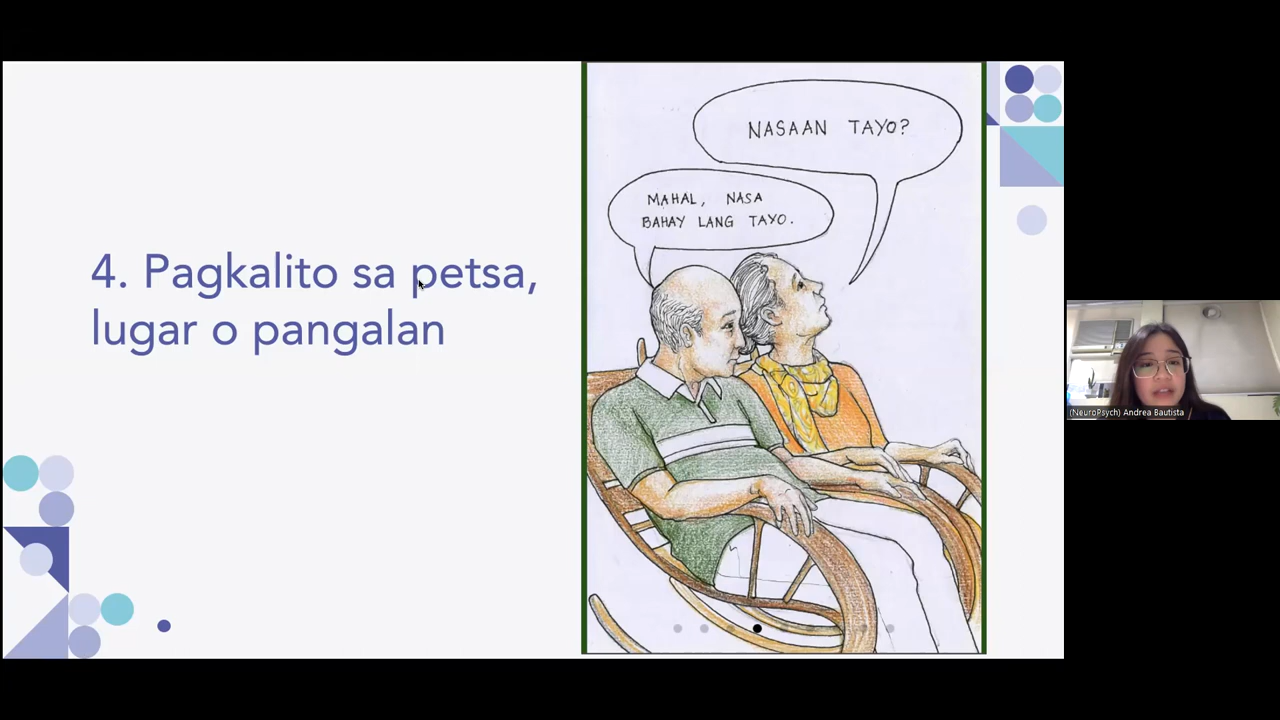 4. Pagkalito sa petsa,
lugar o pangalan
NASAAN TAYO?
MAHAL, NASA
BAHAY LANG TAYO.
(NeuroPsych) Andrea Bautista